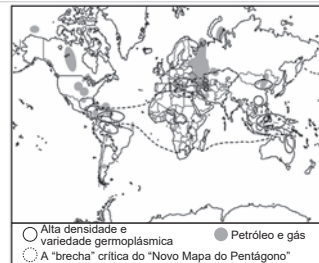 Alta densidade e
variedade germoplásmica
Petróleo e gás
A “brecha” crítica do “Novo Mapa do Pentágono”